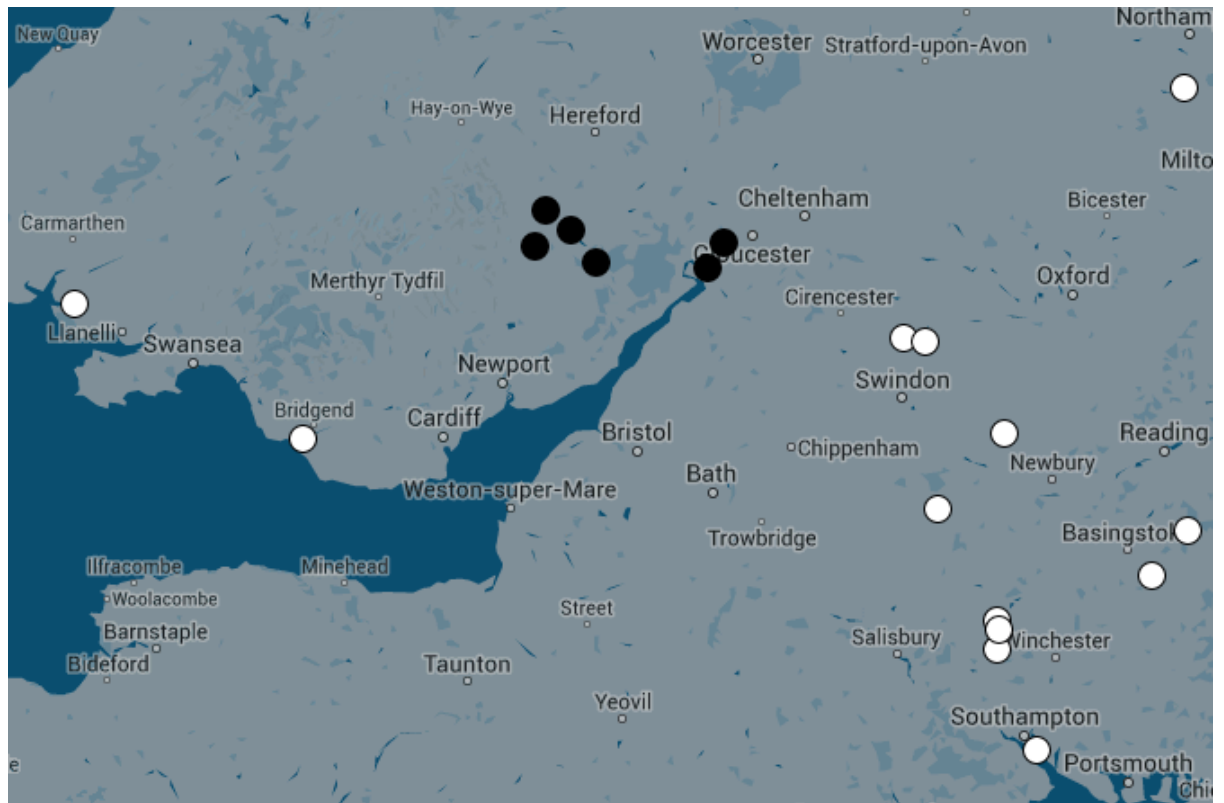 Northam
New Quay
Worcester
Stratford-upon-Avon
Hay-on-Wye
Hereford
Milto
Cheltenham
Bicester
Carmarthen
Gloucester
Merthyr Tydfil
Oxford
Cirencester
Llanelli
Swansea
Newport
Swindon
Bridgend
Cardiff
Bristol
Reading
Chippenham
Newbury
Bath
Weston-super-Mare
Trowbridge
Basingstok
Ilfracombe
Minehead
Woolacombe
Street
Barnstaple
Salisbury
Winchester
Bideford
Taunton
Yeovil
Southampton
e
Portsmouth
Chi